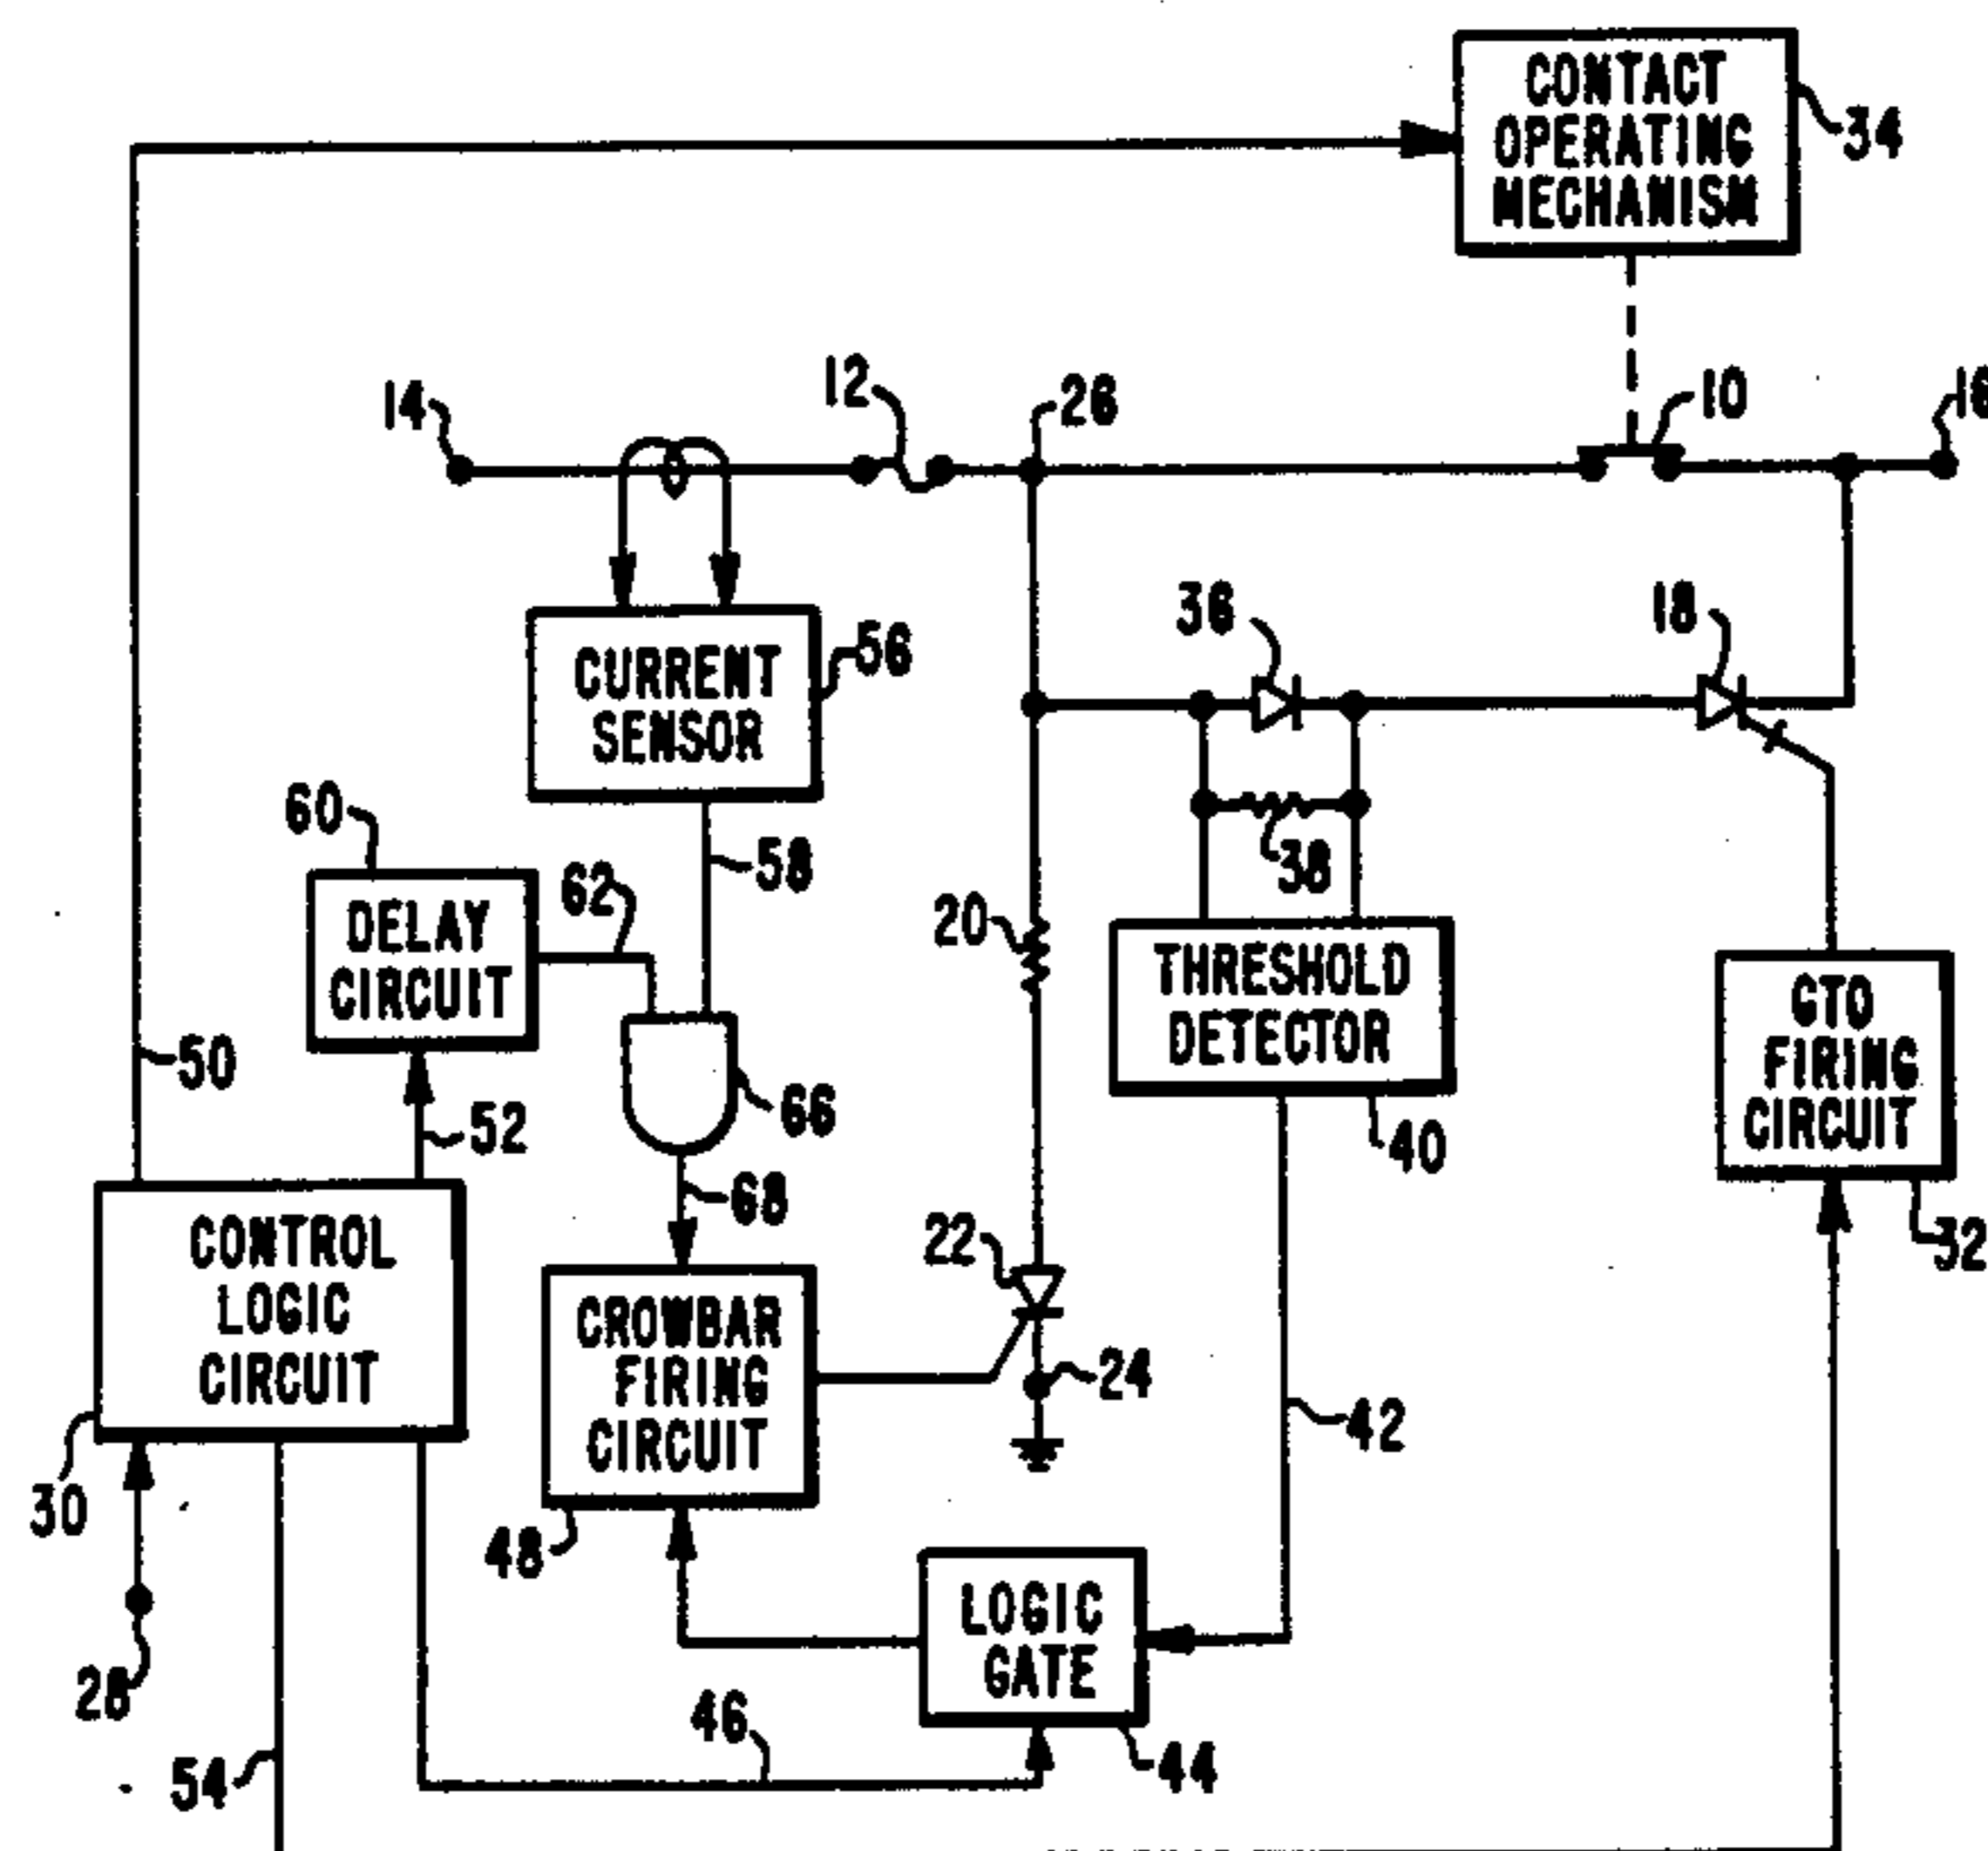 CONTACT
OPERATING
MECHANISM
34
14
12
26
10
16
36
18
CURRENT
SENSOR
56
60
58
62
38
20
DELAY
CIRCUIT
THRESHOLD
DETECTOR
GTO
FIRING
CIRCUIT
50
52
66
40
68
22
32
CONTROL
LOGIC
CIRCUIT
CROWBAR
FIRING
CIRCUIT
24
42
30
48
LOGIC
GATE
28
46
54
44